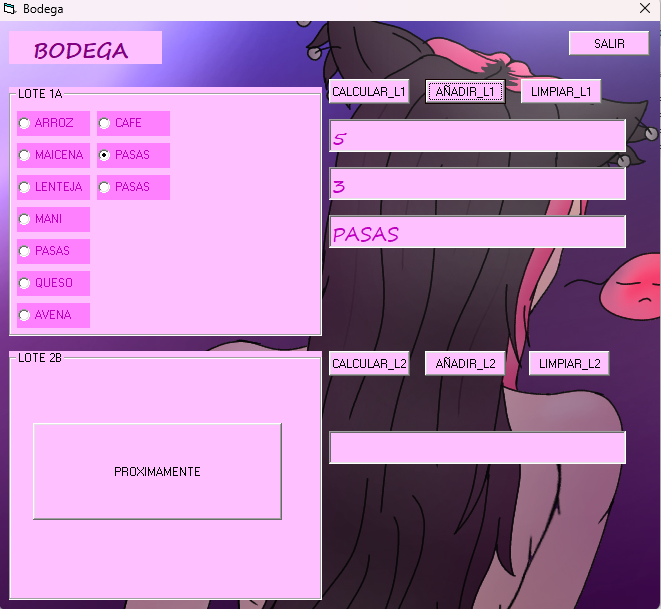 Bodega
BODEGA
SALIR
LOTE 1A
CALCULAR_L1
AÑADIR_L1
LIMPIAR_L1
ARROZ
CAFE
MAICENA
PASAS
LENTEJA
PASAS
MANI
PASAS
QUESO
AVENA
5
3
PASAS
LOTE 2B
CALCULAR_L2
AÑADIR_L2
LIMPIAR_L2
PROXIMAMENTE